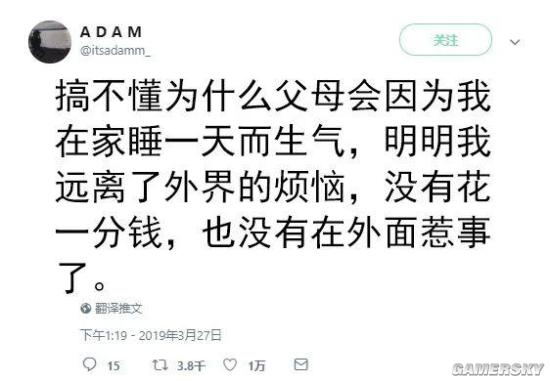 ADAM
@itsadamm_
关注
搞不懂为什么父母会因为我
在家睡一天而生气，明明我
远离了外界的烦恼，没有花
一分钱，也没有在外面惹事
了。
翻译推文
下午1:19 - 2019年3月27日
15 3.8千 1万
GAMERSKY